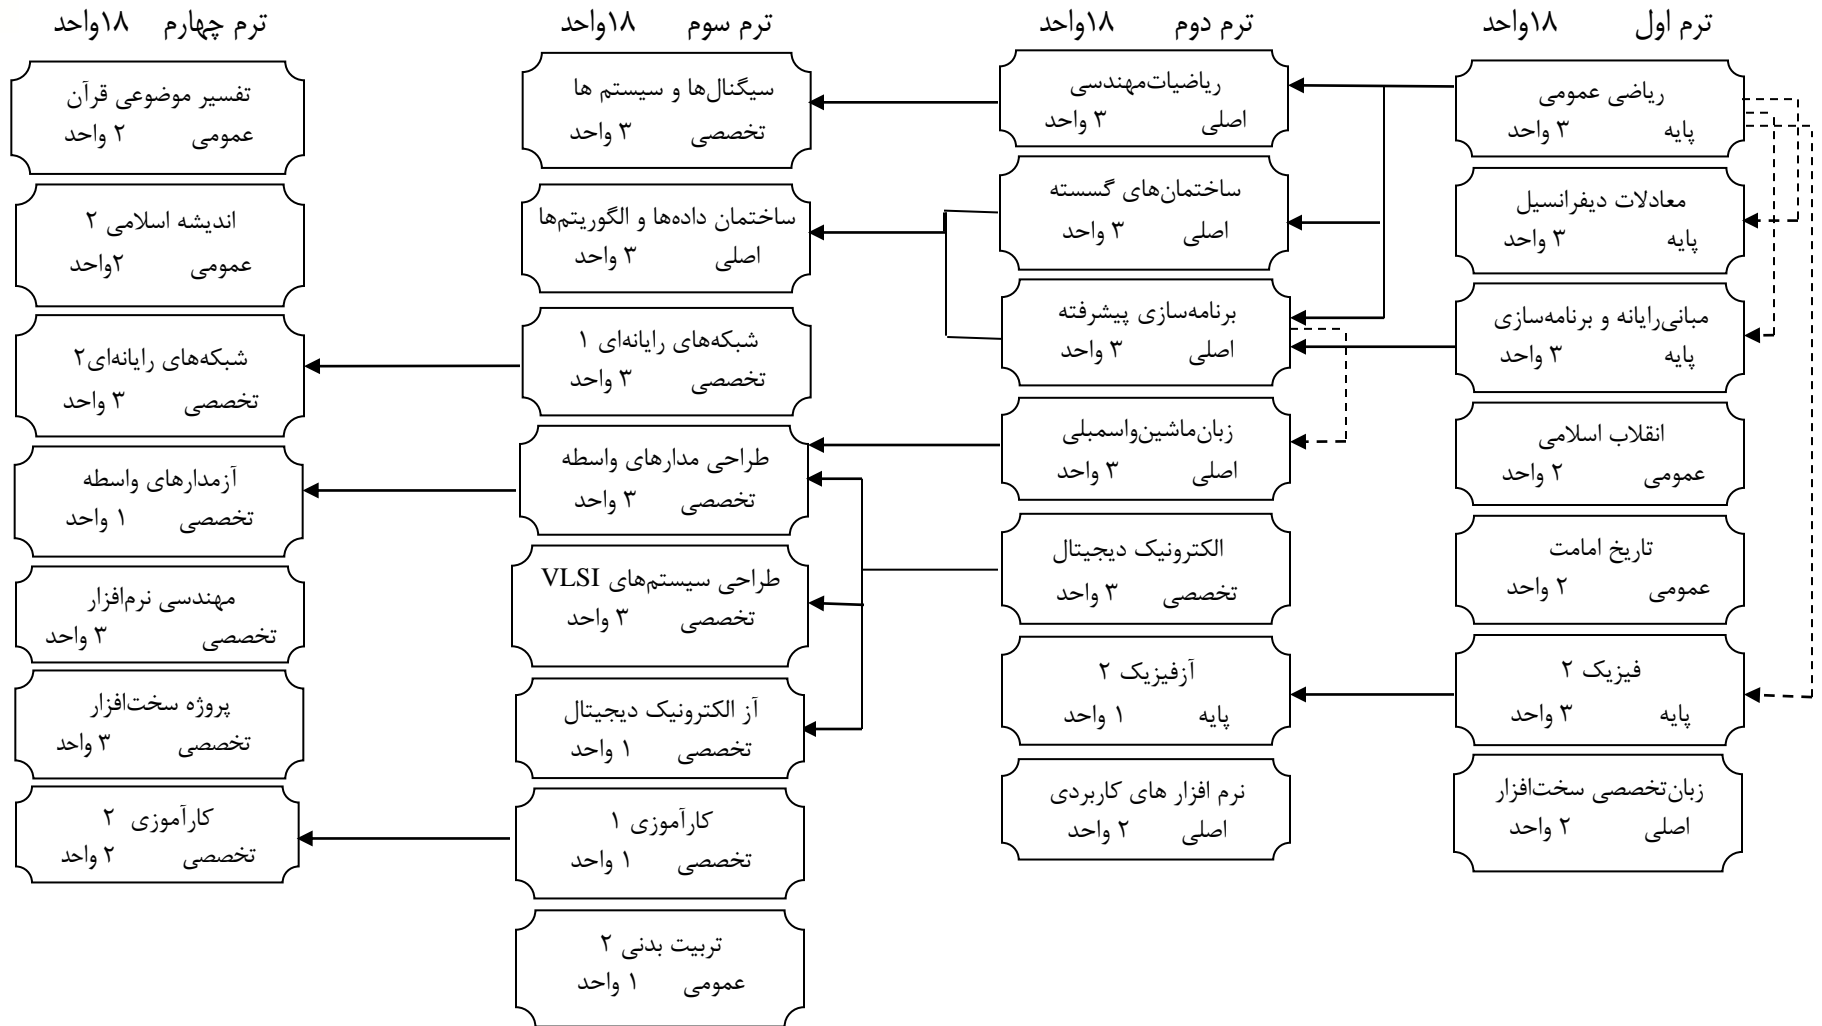 ترم اول ۱۸واحد
ریاضی عمومی
پایه ۳ واحد
معادلات دیفرانسیل
پایه ۳ واحد
مبانی‌رایانه و برنامه‌سازی
پایه ۳ واحد
انقلاب اسلامی
عمومی ۲ واحد
تاریخ امامت
عمومی ۲ واحد
فیزیک ۲
پایه ۳ واحد
زبان‌تخصصی سخت‌افزار
اصلی ۲ واحد
ترم دوم ۱۸واحد
ریاضیات‌مهندسی
اصلی ۳ واحد
ساختمان‌های گسسته
اصلی ۳ واحد
برنامه‌سازی پیشرفته
اصلی ۳ واحد
زبان‌ماشین‌واسمبلی
اصلی ۳ واحد
الکترونیک دیجیتال
تخصصی ۳ واحد
آزفیزیک ۲
پایه ۱ واحد
نرم افزار های کاربردی
اصلی ۲ واحد
ترم سوم ۱۸واحد
سیگنال‌ها و سیستم ها
تخصصی ۳ واحد
ساختمان داده‌ها و الگوریتم‌ها
اصلی ۳ واحد
شبکه‌های رایانه‌ای ۱
تخصصی ۳ واحد
طراحی مدارهای واسطه
تخصصی ۳ واحد
طراحی سیستم‌های VLSI
تخصصی ۳ واحد
آز الکترونیک دیجیتال
تخصصی ۱ واحد
کارآموزی ۱
تخصصی ۱ واحد
تربیت بدنی ۲
عمومی ۱ واحد
ترم چهارم ۱۸واحد
تفسیر موضوعی قرآن
عمومی ۲ واحد
اندیشه اسلامی ۲
عمومی ۲واحد
شبکه‌های رایانه‌ای۲
تخصصی ۳ واحد
آزمدارهای واسطه
تخصصی ۱ واحد
مهندسی نرم‌افزار
تخصصی ۳ واحد
پروژه سخت‌افزار
تخصصی ۳ واحد
کارآموزی ۲
تخصصی ۲ واحد